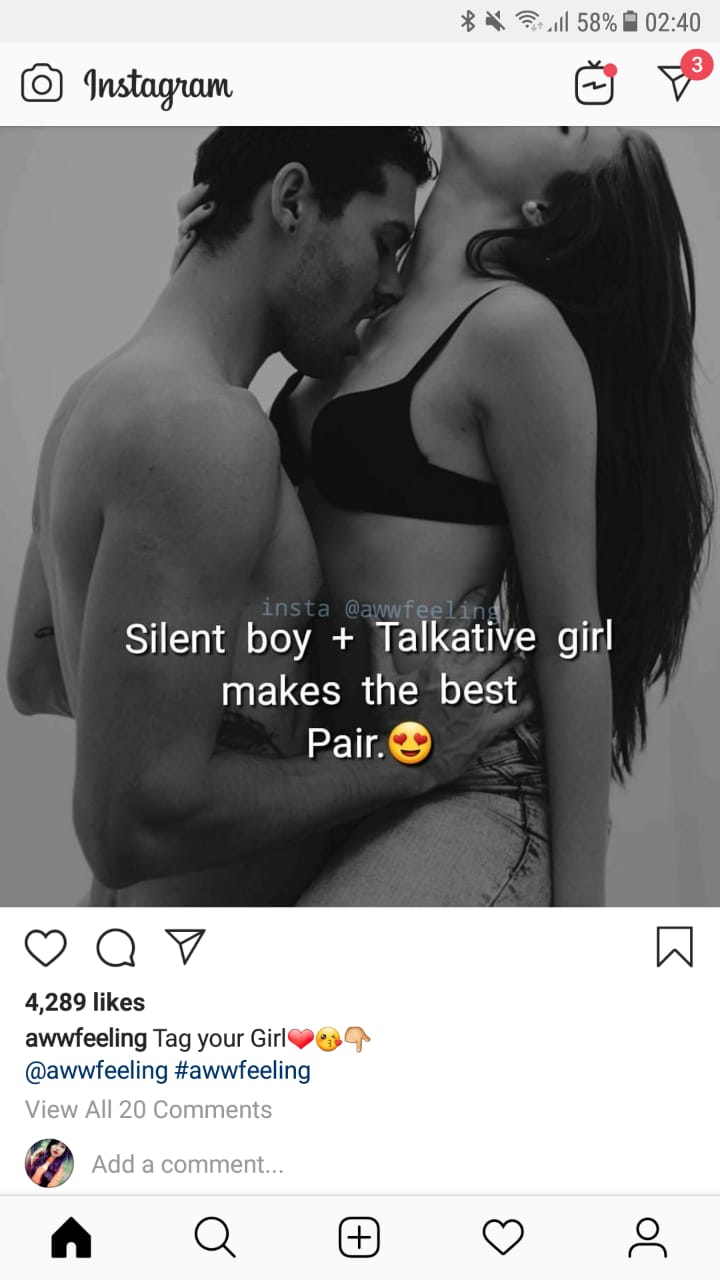 58% 02:40
Instagram
3
insta @awwfeeling
Silent boy + Talkative girl
makes the best
Pair.😍
4,289 likes
awwfeeling Tag your Girl❤😘👇
@awwfeeling #awwfeeling
View All 20 Comments
Add a comment...